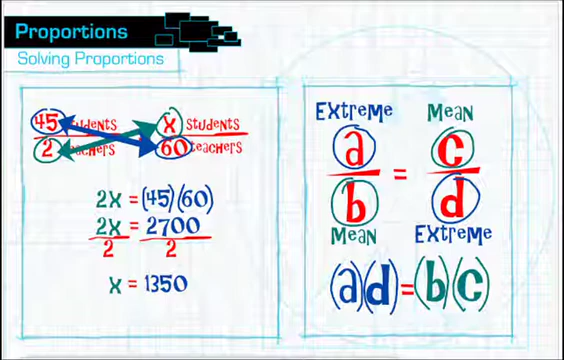 Proportions
Solving Proportions
45 students x students
2 teachers 60 teachers
2x = (45)(60)
2x = 2700
2 2
x = 1350
Extreme Mean
a = c
b d
Mean Extreme
(a)(d)=(b)(c)